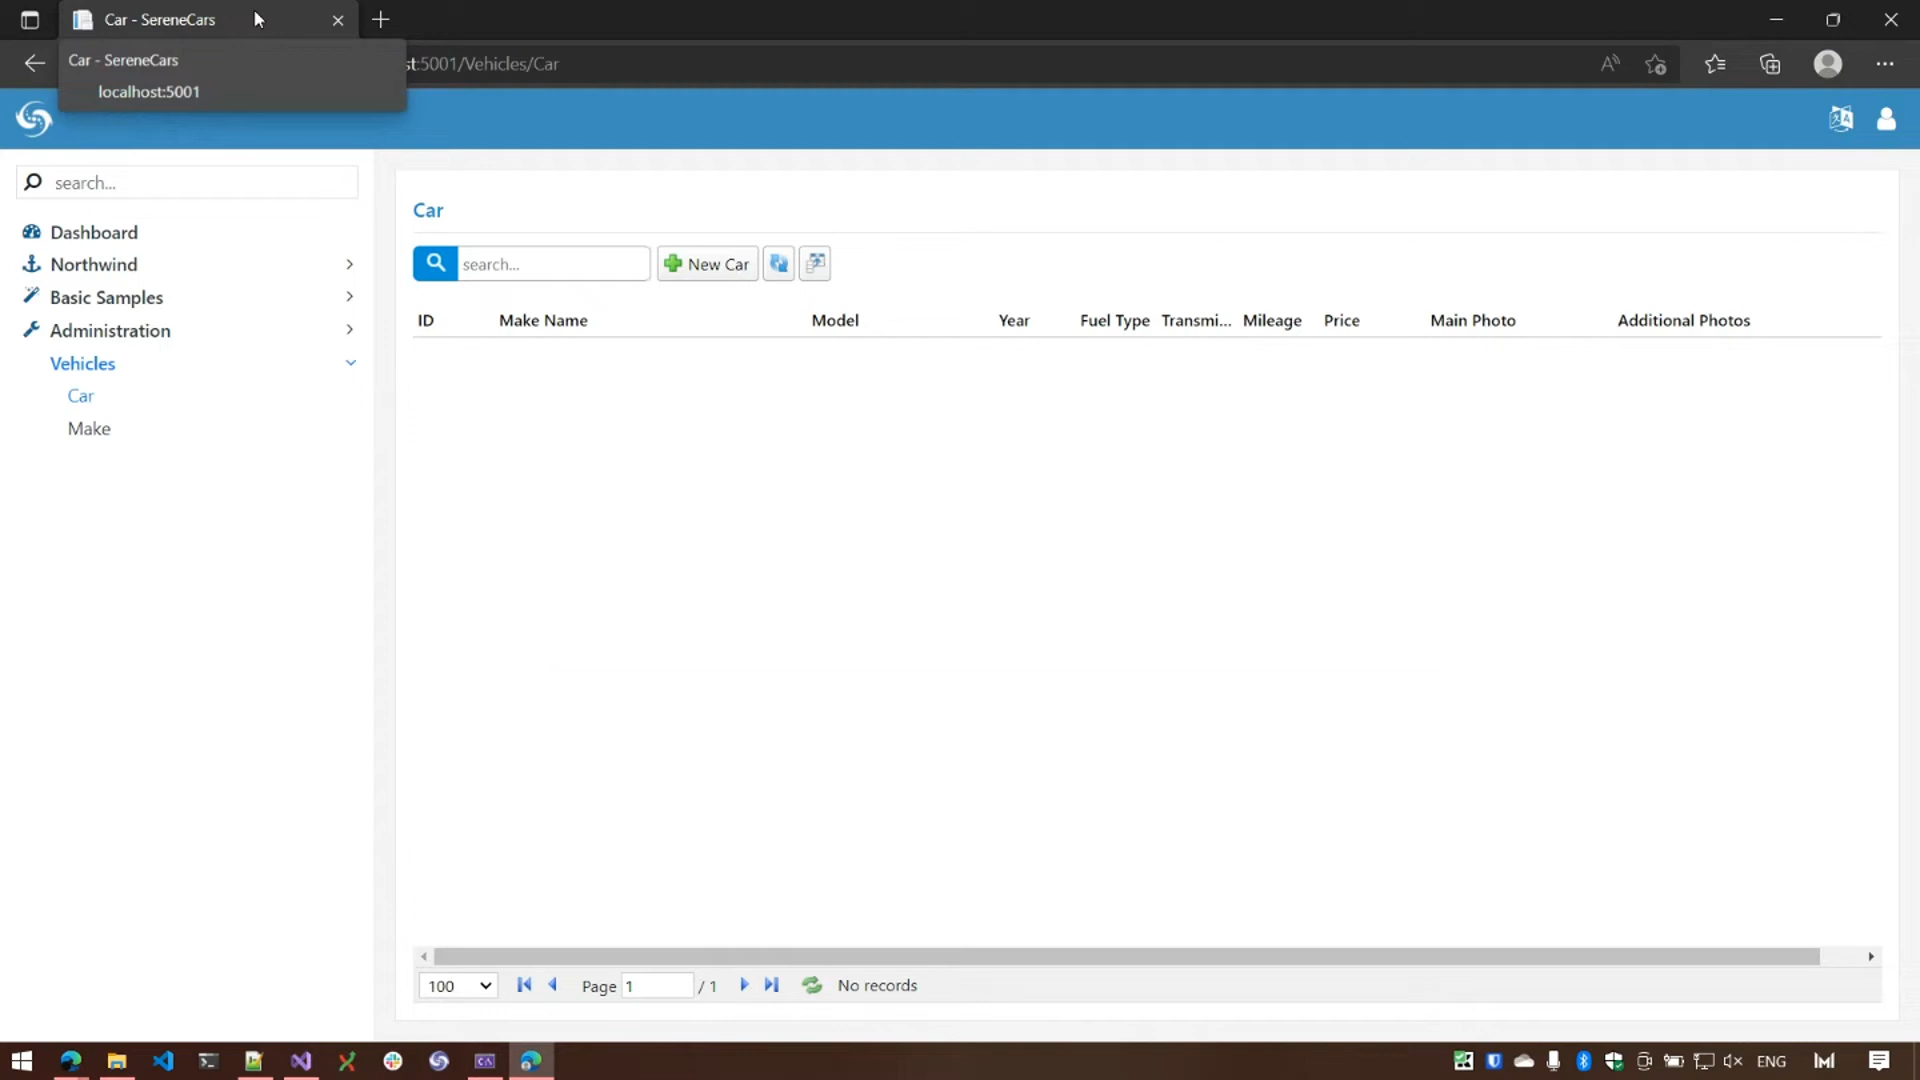 Car - SereneCars
Car - SereneCars
st:5001/Vehicles/Car
localhost:5001
search...
Dashboard
Northwind
Basic Samples
Administration
Vehicles
Car
Make
Car
search...
New Car
ID Make Name Model Year Fuel Type Transmi... Mileage Price Main Photo Additional Photos
100 Page 1 / 1 No records
ENG